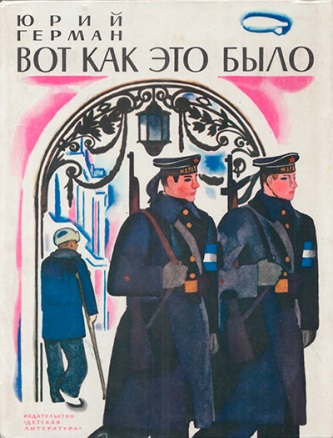 ЮРИЙ
ГЕРМАН
ВОТ КАК ЭТО БЫЛО
ИЗДАТЕЛЬСТВО
"ДЕТСКАЯ
ЛИТЕРАТУРА"